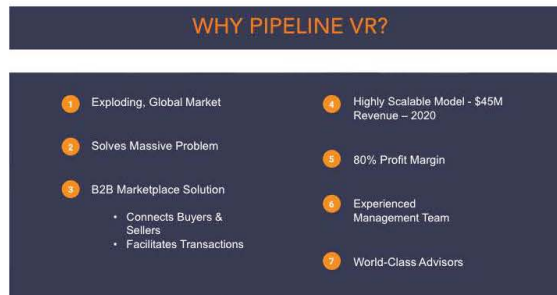 WHY PIPELINE VR?
1 Exploding, Global Market
2 Solves Massive Problem
3 B2B Marketplace Solution
• Connects Buyers &
Sellers
• Facilitates Transactions
4 Highly Scalable Model - $45M
Revenue – 2020
5 80% Profit Margin
6 Experienced
Management Team
7 World-Class Advisors